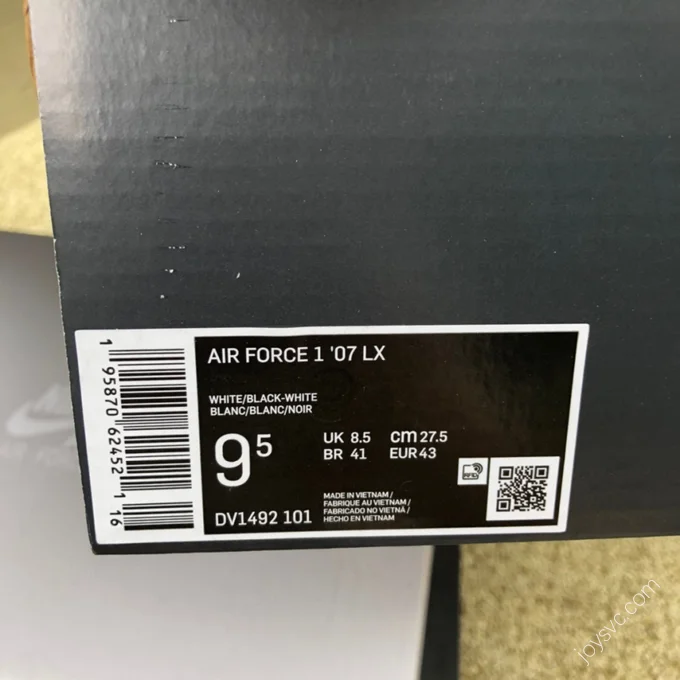 AIR FORCE 1 '07 LX
WHITE/BLACK-WHITE
BLANC/BLANC/NOIR
9 5
UK 8.5 cm 27.5
BR 41 EUR 43
DV1492 101
MADE IN VIETNAM /
FABRIQUE AU VIETNAM /
FABRICADO NO VIETNÃ /
HECHO EN VIETNAM
1 95870 62452 1 16
joysvc.com